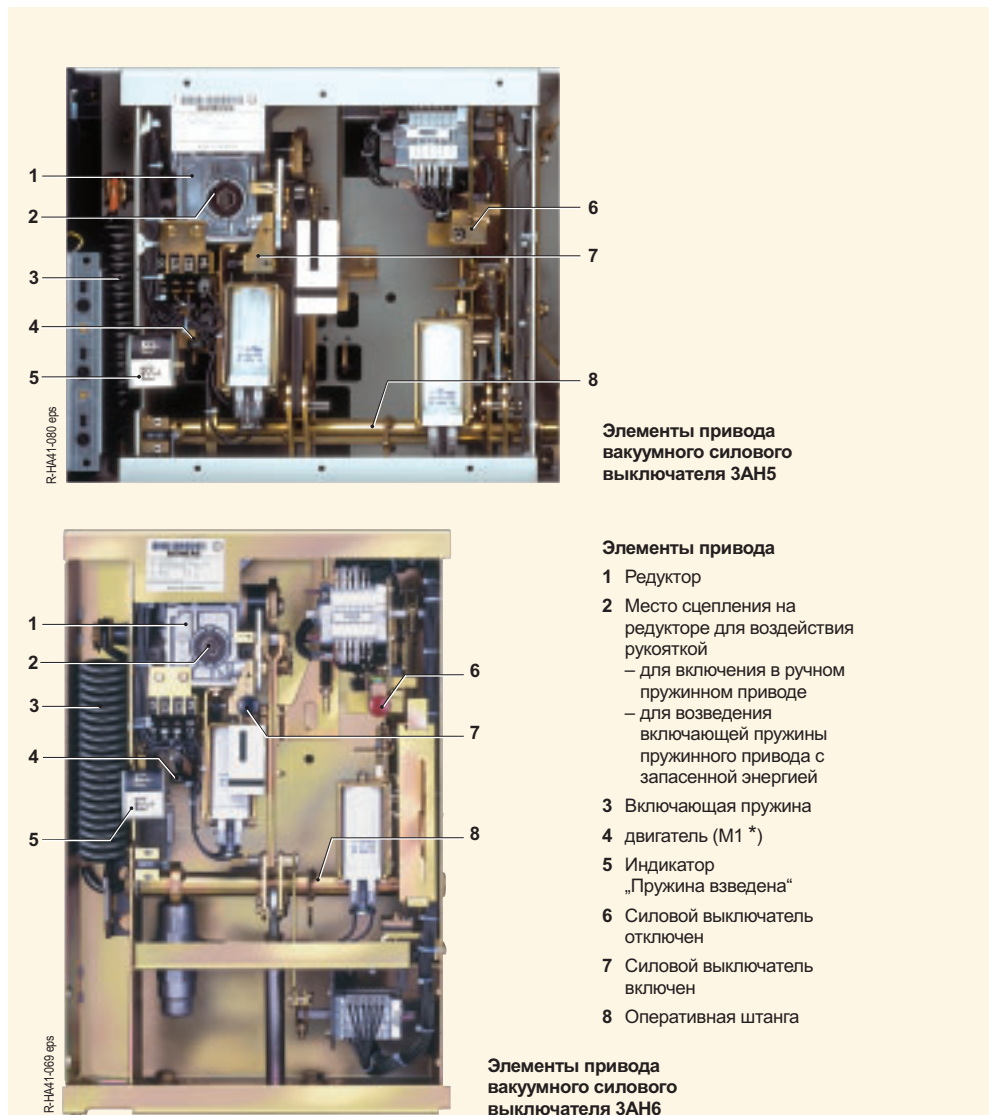 1
2
3
4
5
6
7
8
R-HA41-080 eps
Элементы привода
вакуумного силового
выключателя 3AH5
1
2
3
4
5
6
7
8
R-HA41-069 eps
Элементы привода
1 Редуктор
2 Место сцепления на
редукторе для воздействия
рукояткой
– для включения в ручном
пружинном приводе
– для возведения
включающей пружины
пружинного привода с
запасенной энергией
3 Включающая пружина
4 двигатель (M1 *)
5 Индикатор
„Пружина взведена“
6 Силовой выключатель
отключен
7 Силовой выключатель
включен
8 Оперативная штанга
Элементы привода
вакуумного силового
выключателя 3AH6